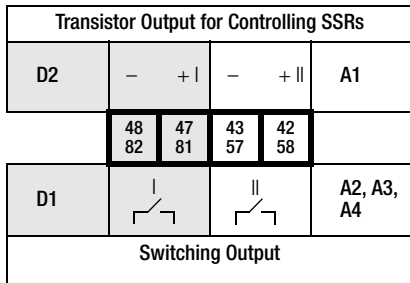 Transistor Output for Controlling SSRs
D2 – + I – + II A1
48 47 43 42
82 81 57 58
I II
D1 A2, A3,
A4
Switching Output